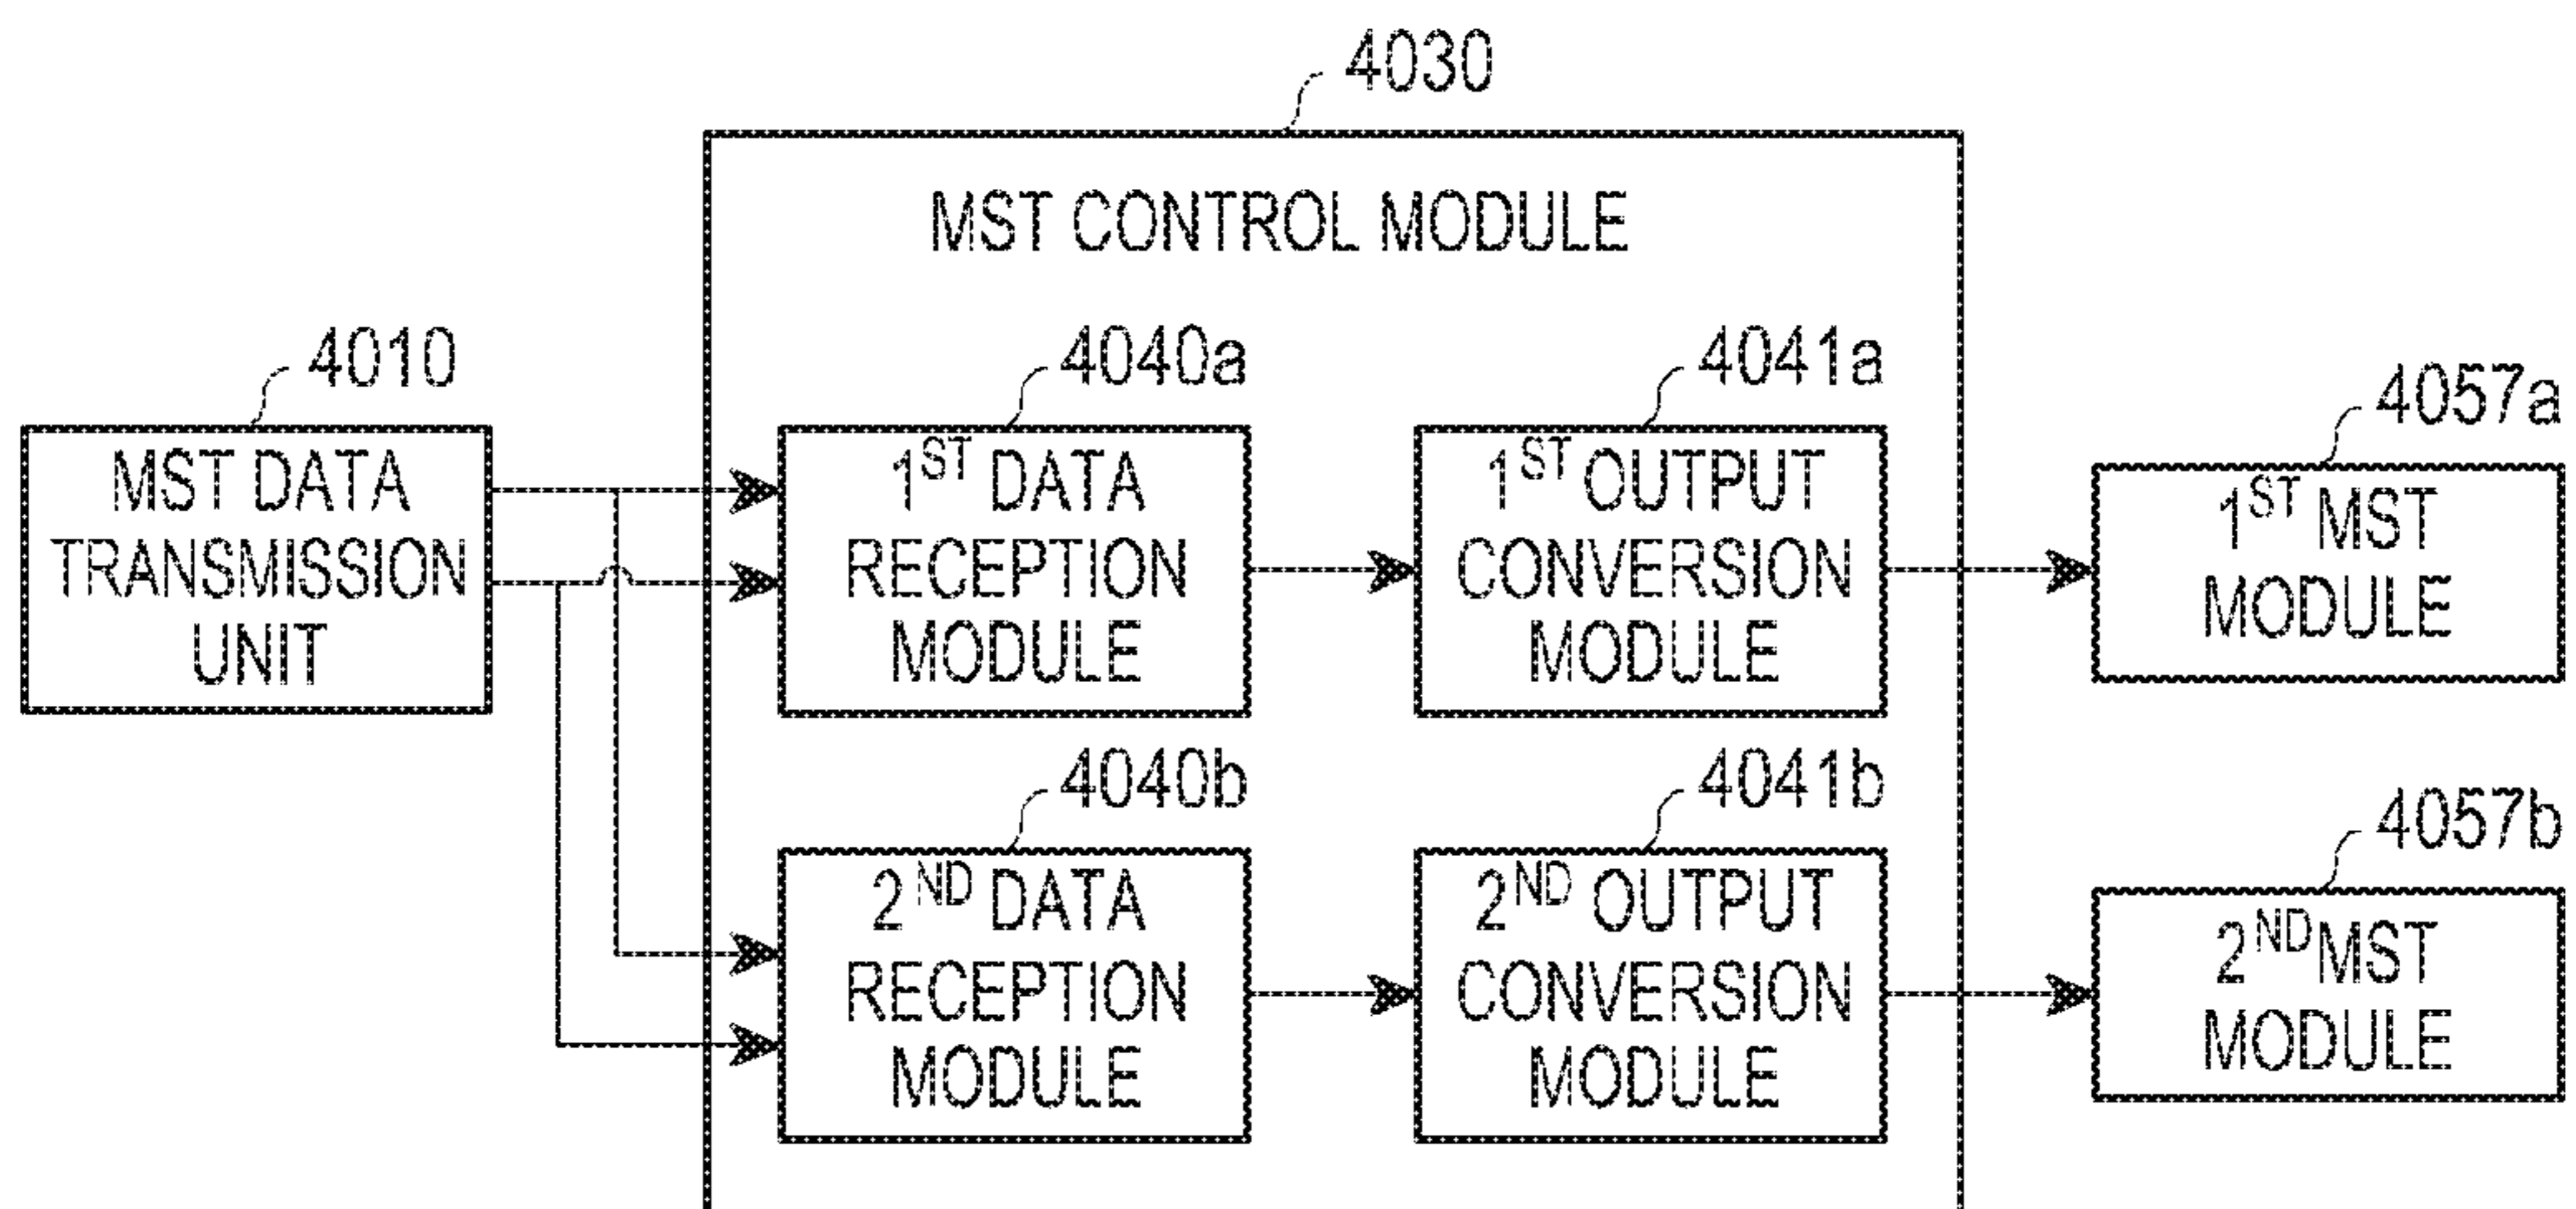 4030
MST CONTROL MODULE
4010
4040a
4041a
4057a
MST DATA
TRANSMISSION
UNIT
1ST DATA
RECEPTION
MODULE
1ST OUTPUT
CONVERSION
MODULE
1ST MST
MODULE
4040b
4041b
4057b
2ND DATA
RECEPTION
MODULE
2ND OUTPUT
CONVERSION
MODULE
2ND MST
MODULE